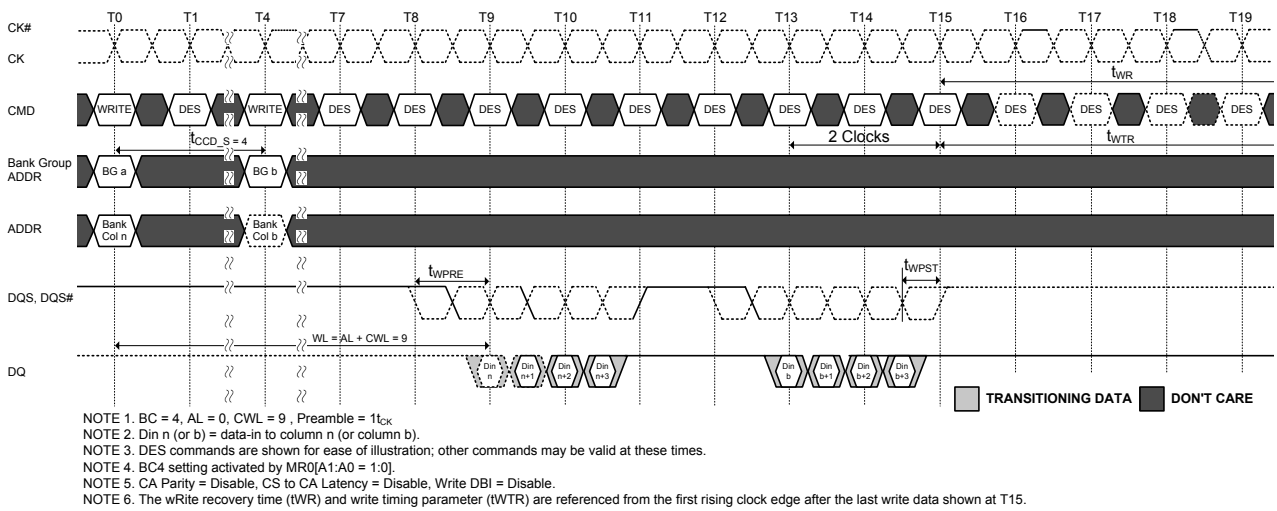 T0 T1 T4 T7 T8 T9 T10 T11 T12 T13 T14 T15 T16 T17 T18 T19
CK#
CK
tWR
CMD
WRITE DES WRITE DES DES DES DES DES DES DES DES DES DES DES DES DES
tCCD_S = 4
2 Clocks
tWTR
Bank Group
ADDR
BG a BG b
ADDR
Bank
Col n
Bank
Col b
tWPRE
tWPST
DQS, DQS#
WL = AL + CWL = 9
DQ
Din
n
Din
n+1
Din
n+2
Din
n+3
Din
b
Din
b+1
Din
b+2
Din
b+3
TRANSITIONING DATA
DON'T CARE
NOTE 1. BC = 4, AL = 0, CWL = 9 , Preamble = 1tCK
NOTE 2. Din n (or b) = data-in to column n (or column b).
NOTE 3. DES commands are shown for ease of illustration; other commands may be valid at these times.
NOTE 4. BC4 setting activated by MR0[A1:A0 = 1:0].
NOTE 5. CA Parity = Disable, CS to CA Latency = Disable, Write DBI = Disable.
NOTE 6. The wRite recovery time (tWR) and write timing parameter (tWTR) are referenced from the first rising clock edge after the last write data shown at T15.